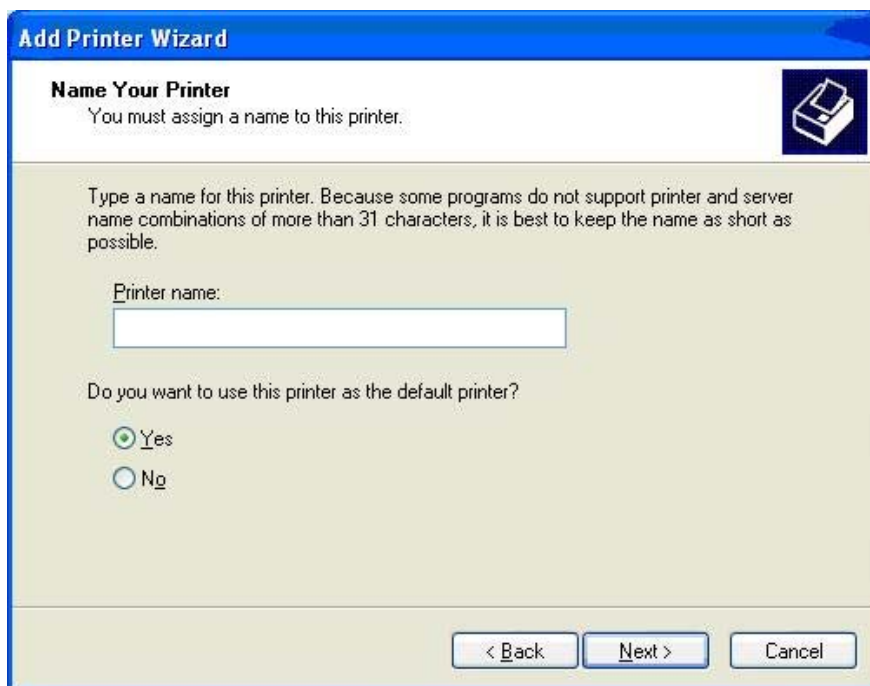 Add Printer Wizard
Name Your Printer
You must assign a name to this printer.
Type a name for this printer. Because some programs do not support printer and server
name combinations of more than 31 characters, it is best to keep the name as short as
possible.
Printer name:
Do you want to use this printer as the default printer?
Yes
No
< Back Next > Cancel